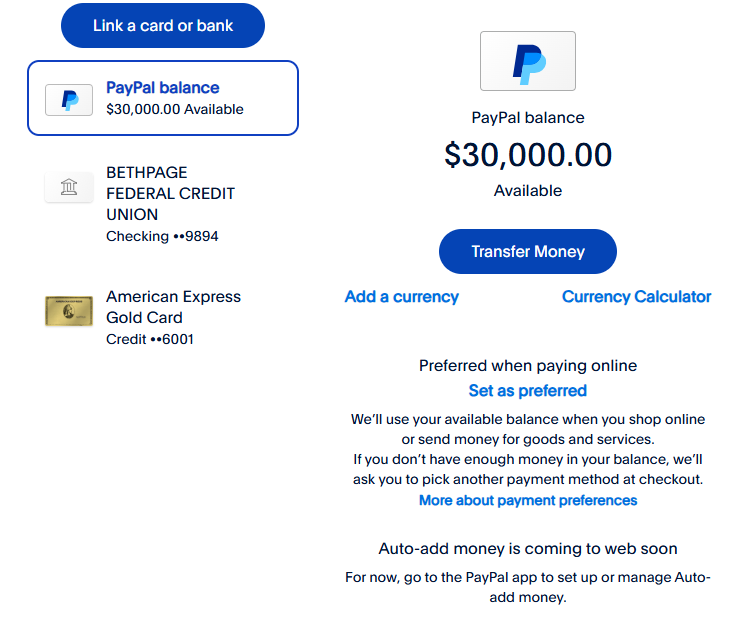 Link a card or bank
PayPal balance
$30,000.00 Available
BETHPAGE
FEDERAL CREDIT
UNION
Checking ••9894
American Express
Gold Card
Credit ••6001
PayPal balance
$30,000.00
Available
Transfer Money
Add a currency
Currency Calculator
Preferred when paying online
Set as preferred
We’ll use your available balance when you shop online
or send money for goods and services.
If you don’t have enough money in your balance, we’ll
ask you to pick another payment method at checkout.
More about payment preferences
Auto-add money is coming to web soon
For now, go to the PayPal app to set up or manage Auto-
add money.